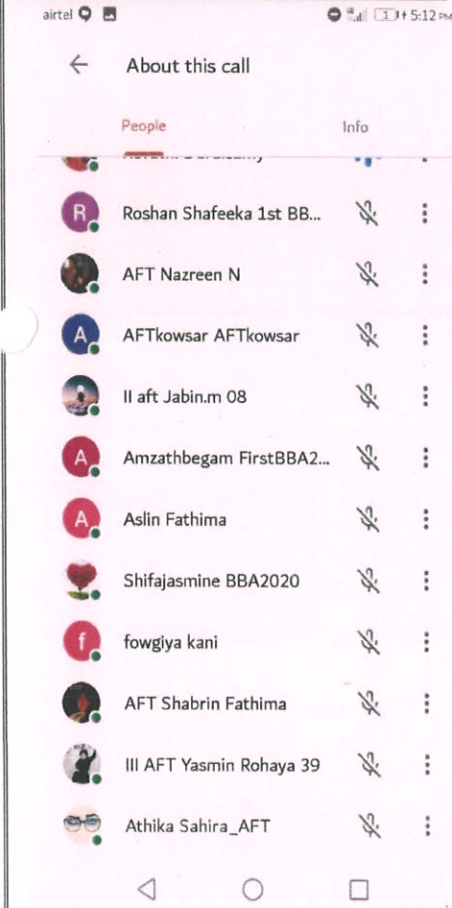 airtel 1 5:12 PM
About this call
People Info
R Roshan Shafeeka 1st BB...
AFT Nazreen N
A AFTkowsar AFTkowsar
II aft Jabin.m 08
A Amzathbegam FirstBBA2...
A Aslin Fathima
Shifajasmine BBA2020
f fowgiya kani
AFT Shabrin Fathima
III AFT Yasmin Rohaya 39
Athika Sahira_AFT